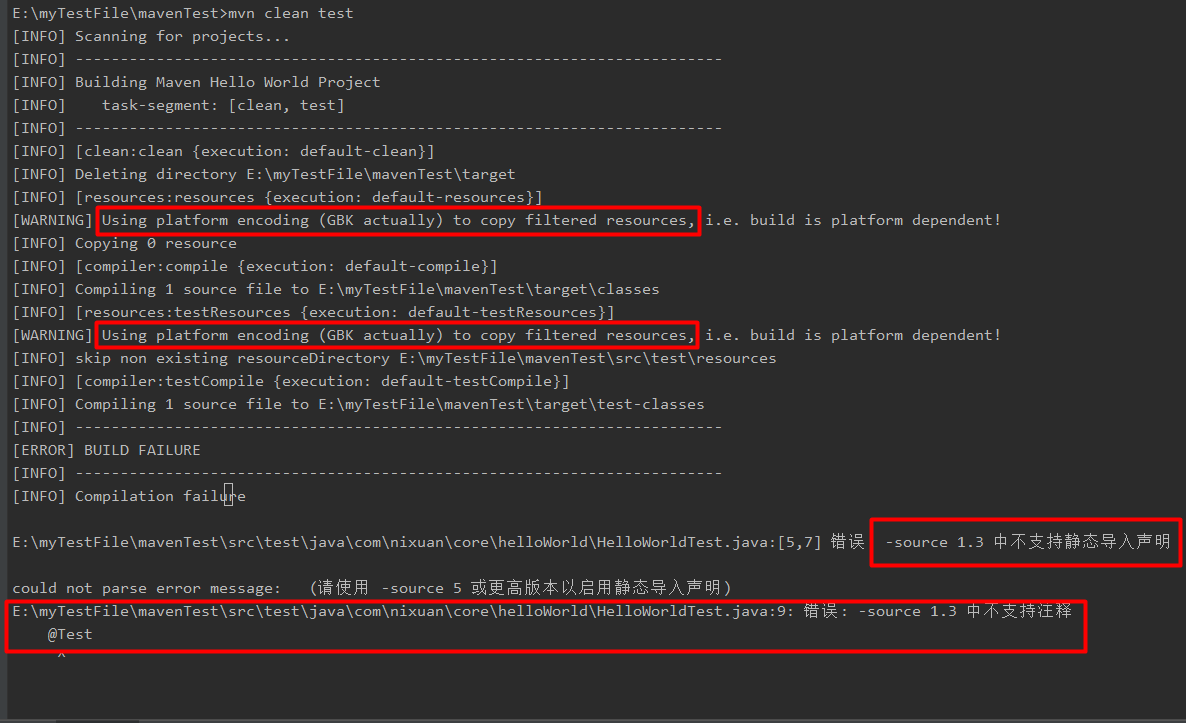 E:\myTestFile\mavenTest>mvn clean test
[INFO] Scanning for projects...
[INFO] ------------------------------------------------------------------------
[INFO] Building Maven Hello World Project
[INFO]    task-segment: [clean, test]
[INFO] ------------------------------------------------------------------------
[INFO] [clean:clean {execution: default-clean}]
[INFO] Deleting directory E:\myTestFile\mavenTest\target
[INFO] [resources:resources {execution: default-resources}]
[WARNING] Using platform encoding (GBK actually) to copy filtered resources, i.e. build is platform dependent!
[INFO] Copying 0 resource
[INFO] [compiler:compile {execution: default-compile}]
[INFO] Compiling 1 source file to E:\myTestFile\mavenTest\target\classes
[INFO] [resources:testResources {execution: default-testResources}]
[WARNING] Using platform encoding (GBK actually) to copy filtered resources, i.e. build is platform dependent!
[INFO] skip non existing resourceDirectory E:\myTestFile\mavenTest\src\test\resources
[INFO] [compiler:testCompile {execution: default-testCompile}]
[INFO] Compiling 1 source file to E:\myTestFile\mavenTest\target\test-classes
[INFO] ------------------------------------------------------------------------
[ERROR] BUILD FAILURE
[INFO] ------------------------------------------------------------------------
[INFO] Compilation failure
E:\myTestFile\mavenTest\src\test\java\com\nixuan\core\helloWorld\HelloWorldTest.java:[5,7] 错误  -source 1.3 中不支持静态导入声明
could not parse error message:   (请使用 -source 5 或更高版本以启用静态导入声明)
E:\myTestFile\mavenTest\src\test\java\com\nixuan\core\helloWorld\HelloWorldTest.java:9: 错误: -source 1.3 中不支持注释
    @Test
     ^